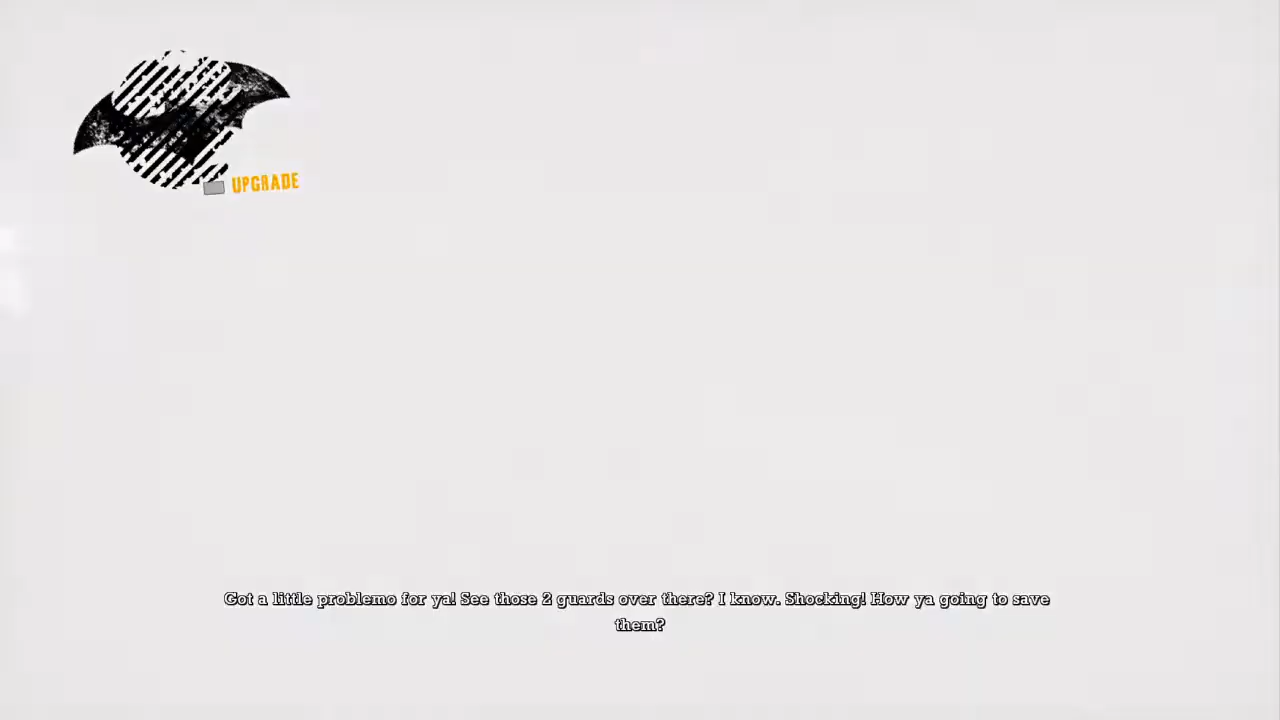 UPGRADE
Got a little problemo for ya! See those 2 guards over there? I know. Shocking! How ya going to save
them?